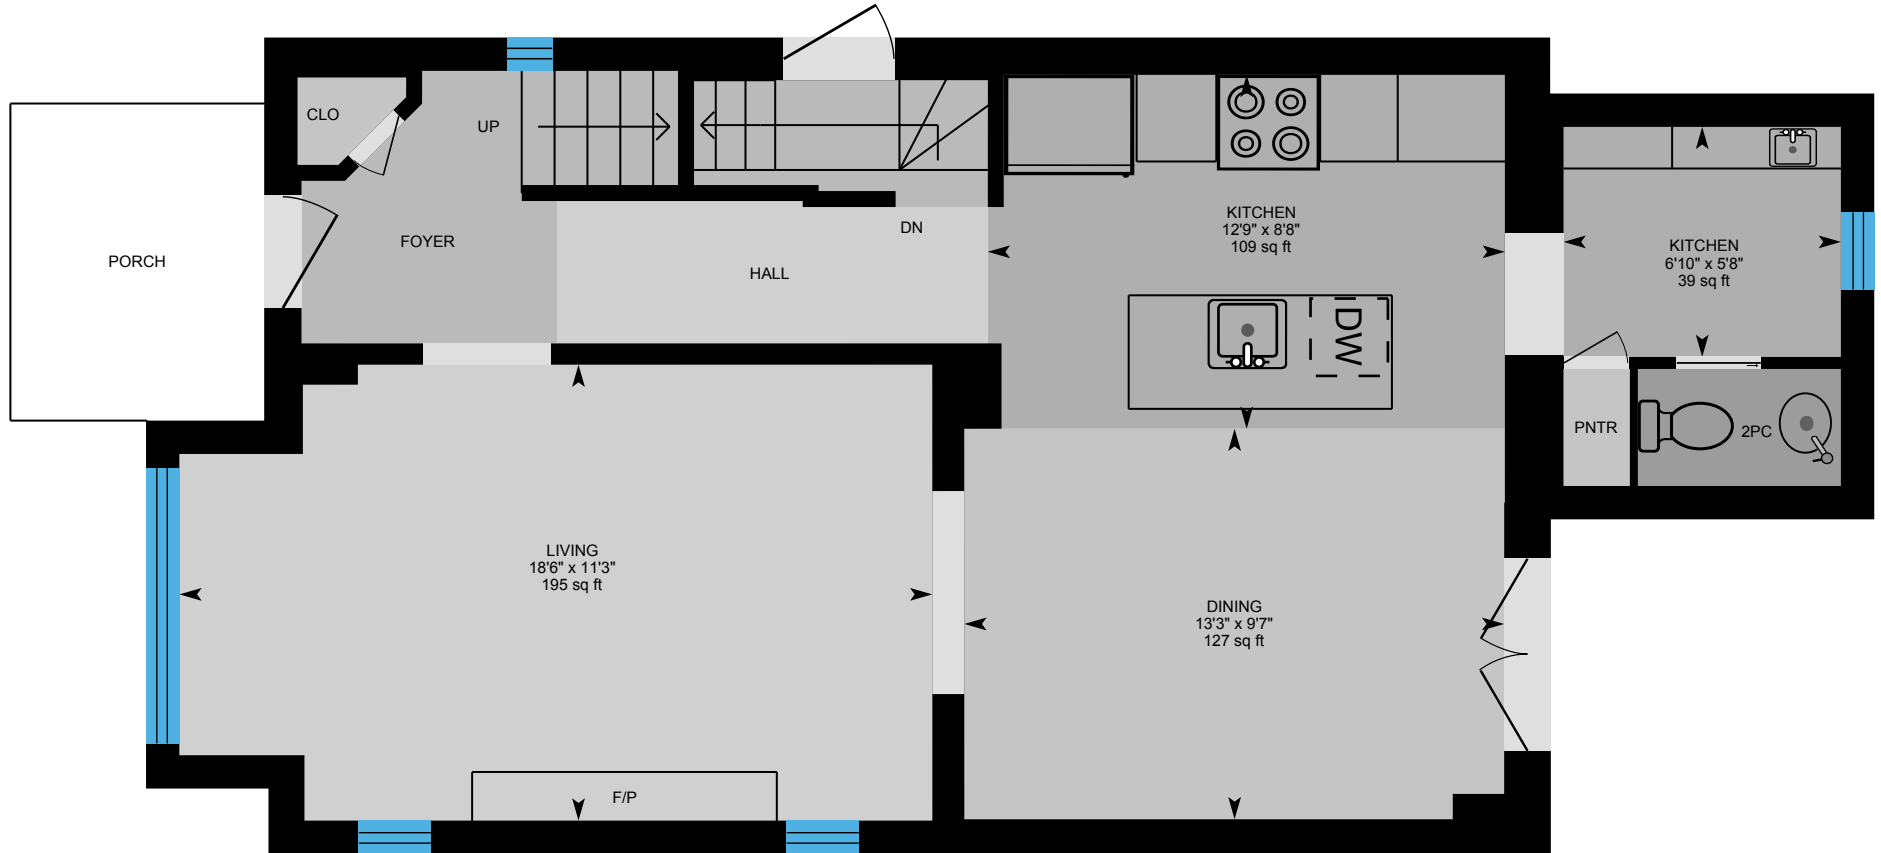 CLO
UP
PORCH
FOYER
HALL
DN
KITCHEN
12'9" x 8'8"
109 sq ft
KITCHEN
6'10" x 5'8"
39 sq ft
DW
PNTR
2PC
LIVING
18'6" x 11'3"
195 sq ft
DINING
13'3" x 9'7"
127 sq ft
F/P